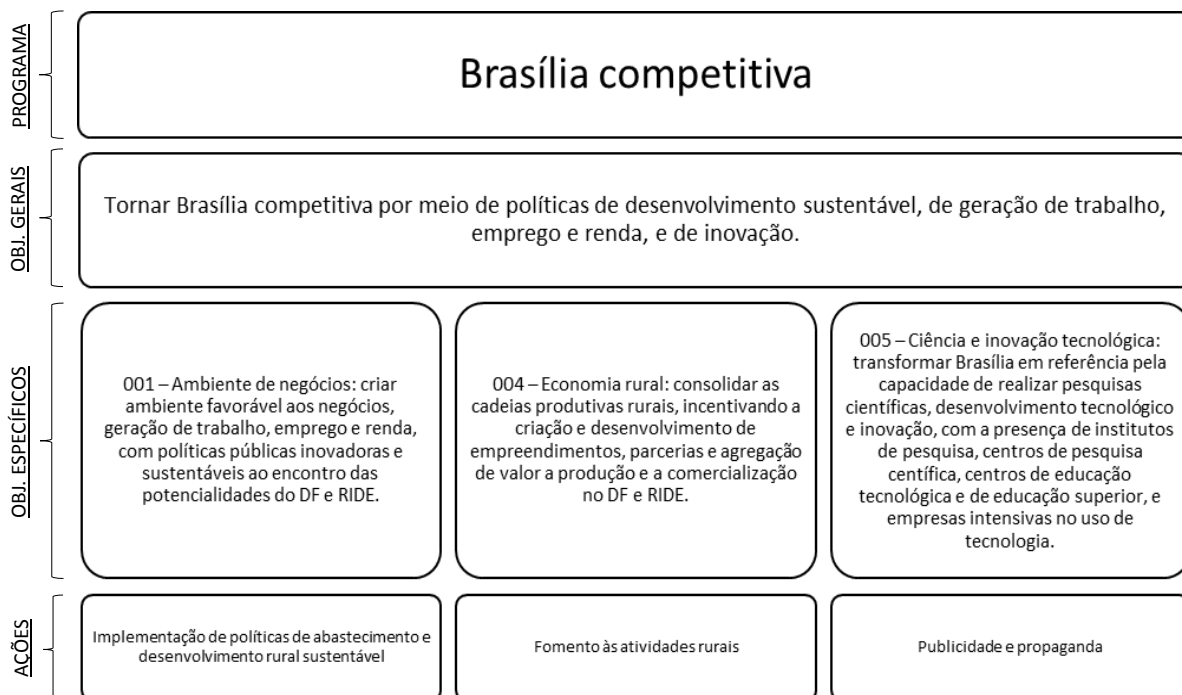 PROGRAMA
Brasília competitiva
OBJ. GERAIS
Tornar Brasília competitiva por meio de políticas de desenvolvimento sustentável, de geração de trabalho,
emprego e renda, e de inovação.
OBJ. ESPECÍFICOS
001 – Ambiente de negócios: criar
ambiente favorável aos negócios,
geração de trabalho, emprego e renda,
com políticas públicas inovadoras e
sustentáveis ao encontro das
potencialidades do DF e RIDE.
004 – Economia rural: consolidar as
cadeias produtivas rurais, incentivando a
criação e desenvolvimento de
empreendimentos, parcerias e agregação
de valor a produção e a comercialização
no DF e RIDE.
005 – Ciência e inovação tecnológica:
transformar Brasília em referência pela
capacidade de realizar pesquisas
científicas, desenvolvimento tecnológico
e inovação, com a presença de institutos
de pesquisa, centros de pesquisa
centífica, centros de educação
tecnológica e de educação superior, e
empresas intensivas no uso de
tecnologia.
AÇÕES
Implementação de políticas de abastecimento e
desenvolvimento rural sustentável
Fomento às atividades rurais
Publicidade e propaganda